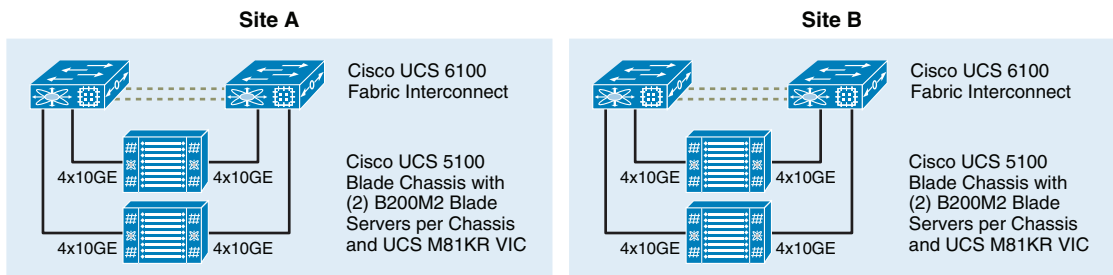 Site A
Cisco UCS 6100
Fabric Interconnect
4x10GE
4x10GE
Cisco UCS 5100
Blade Chassis with
(2) B200M2 Blade
Servers per Chassis
and UCS M81KR VIC
4x10GE
4x10GE
Site B
Cisco UCS 6100
Fabric Interconnect
4x10GE
4x10GE
Cisco UCS 5100
Blade Chassis with
(2) B200M2 Blade
Servers per Chassis
and UCS M81KR VIC
4x10GE
4x10GE